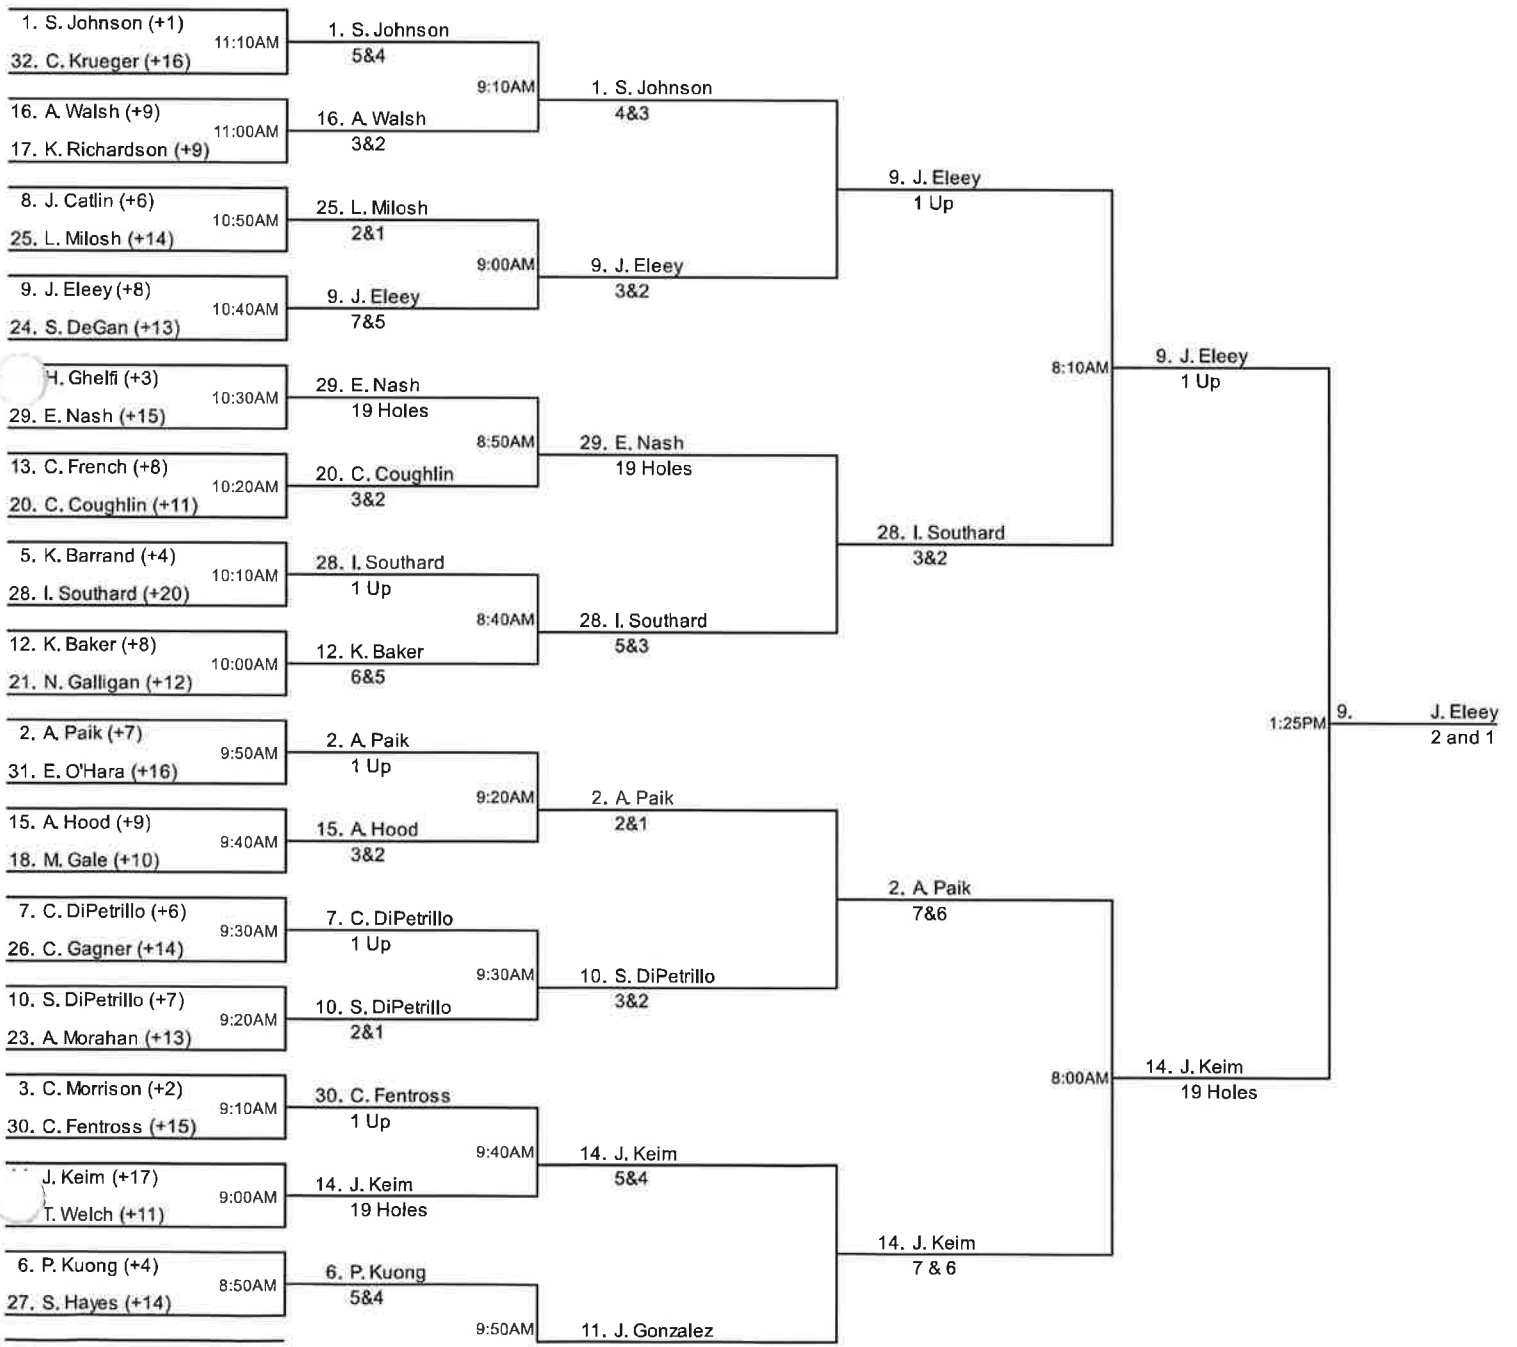 1. S. Johnson (+1)
11:10AM
32. C. Krueger (+16)
16. A. Walsh (+9)
11:00AM
17. K. Richardson (+9)
8. J. Catlin (+6)
10:50AM
25. L. Milosh (+14)
9. J. Eleey (+8)
10:40AM
24. S. DeGan (+13)
H. Ghelfi (+3)
10:30AM
29. E. Nash (+15)
13. C. French (+8)
10:20AM
20. C. Coughlin (+11)
5. K. Barrand (+4)
10:10AM
28. I. Southard (+20)
12. K. Baker (+8)
10:00AM
21. N. Galligan (+12)
2. A. Paik (+7)
9:50AM
31. E. O'Hara (+16)
15. A. Hood (+9)
9:40AM
18. M. Gale (+10)
7. C. DiPetrillo (+6)
9:30AM
26. C. Gagner (+14)
10. S. DiPetrillo (+7)
9:20AM
23. A. Morahan (+13)
3. C. Morrison (+2)
9:10AM
30. C. Fentross (+15)
J. Keim (+17)
9:00AM
T. Welch (+11)
6. P. Kuong (+4)
8:50AM
27. S. Hayes (+14)
1. S. Johnson
5&4
9:10AM
16. A. Walsh
3&2
25. L. Milosh
2&1
9:00AM
9. J. Eleey
7&5
29. E. Nash
19 Holes
8:50AM
20. C. Coughlin
3&2
28. I. Southard
1 Up
8:40AM
12. K. Baker
6&5
2. A. Paik
1 Up
9:20AM
15. A. Hood
3&2
7. C. DiPetrillo
1 Up
9:30AM
10. S. DiPetrillo
2&1
30. C. Fentross
1 Up
9:40AM
14. J. Keim
19 Holes
6. P. Kuong
5&4
9:50AM
1. S. Johnson
4&3
9. J. Eleey
3&2
29. E. Nash
19 Holes
28. I. Southard
5&3
2. A. Paik
2&1
10. S. DiPetrillo
3&2
14. J. Keim
5&4
11. J. Gonzalez
9. J. Eleey
1 Up
8:10AM
28. I. Southard
3&2
2. A. Paik
7&6
8:00AM
14. J. Keim
7 & 6
9. J. Eleey
1 Up
1:25PM
14. J. Keim
19 Holes
9. J. Eleey
2 and 1